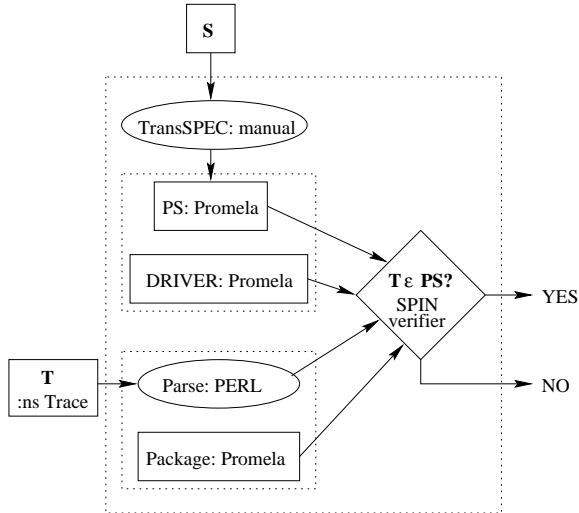 S
TransSPEC: manual
PS: Promela
DRIVER: Promela
T ε PS?
SPIN
verifier
YES
NO
T
:ns Trace
Parse: PERL
Package: Promela